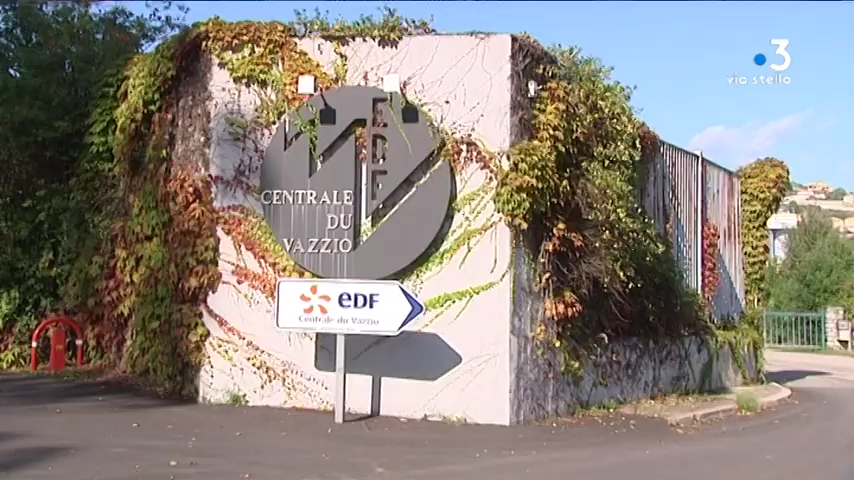 3
via stella
EDF
CENTRALE
DU
VAZZIO
eDF
Centrale du Vazzio